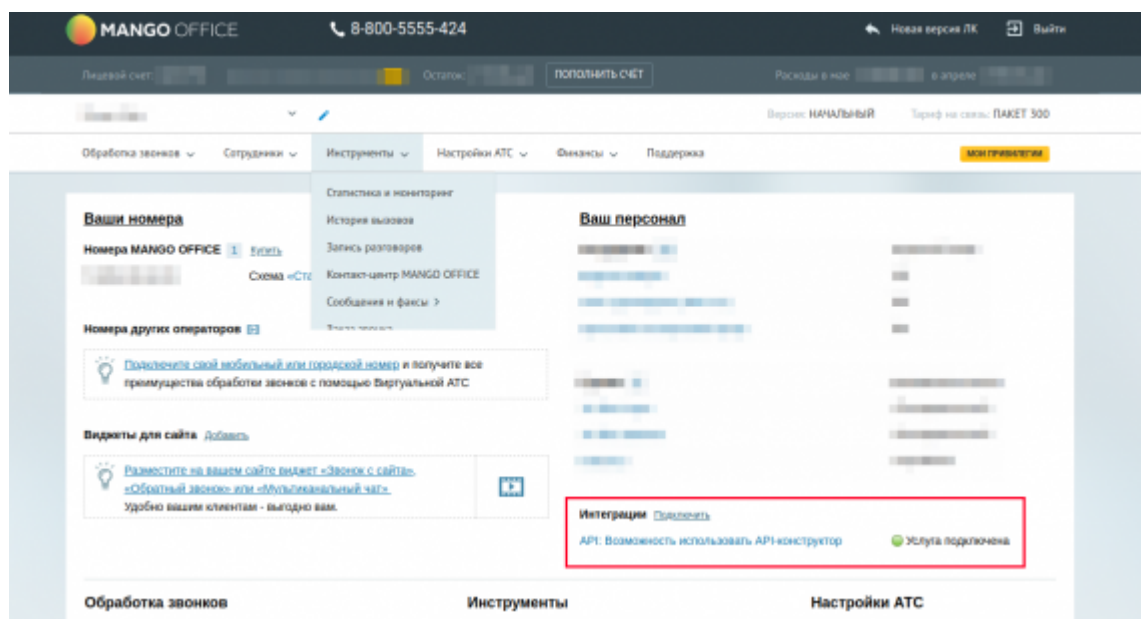 MANGO OFFICE
8-800-5555-424
Новая версия ЛК
Выйти
Лицевой счет:
Остаток:
ПОПОЛНИТЬ СЧЁТ
Расходы в мае
в апреле
Версия: НАЧАЛЬНЫЙ
Тариф на связь: ПАКЕТ 300
Обработка звонков
Сотрудники
Инструменты
Настройки АТС
Финансы
Поддержка
МОИ ПРИВИЛЕГИИ
Статистика и мониторинг
История вызовов
Запись разговоров
Контакт-центр MANGO OFFICE
Сообщения и факсы >
Ваши номера
Номера MANGO OFFICE 1 Купить
Схема «Ста
Номера других операторов
Подключите свой мобильный или городской номер и получите все
преимущества обработки звонков с помощью Виртуальной АТС
Виджеты для сайта Добавить
Разместите на вашем сайте виджет «Звонок с сайта»,
«Обратный звонок» или «Мультиканальный чат».
Удобно вашим клиентам - выгодно вам.
Ваш персонал
Интеграции Подключить
API: Возможность использовать API-конструктор
Услуга подключена
Обработка звонков
Инструменты
Настройки АТС